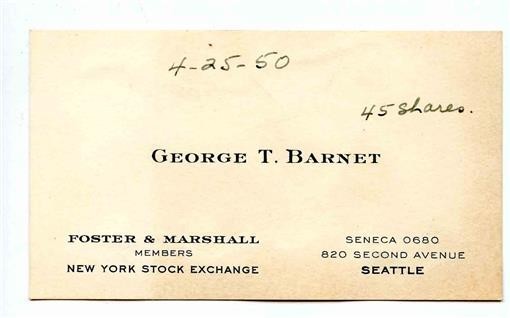 4-25-50
45 shares.
GEORGE T. BARNET
FOSTER & MARSHALL
MEMBERS
NEW YORK STOCK EXCHANGE
SENECA 0680
820 SECOND AVENUE
SEATTLE